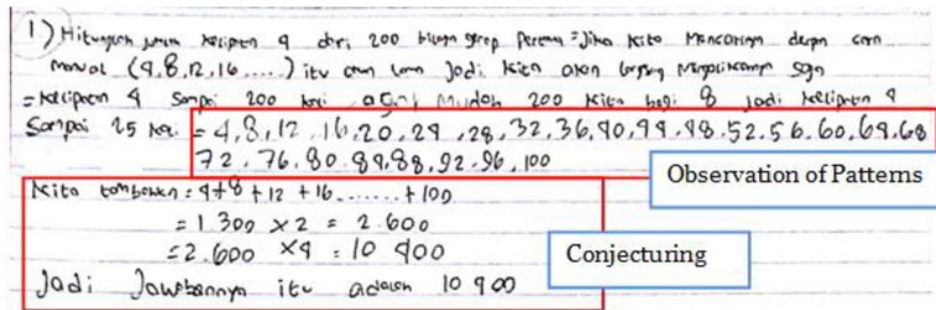 1) Hitunglah jumlah kelipatan 4 dari 200 bilangan genap pertama = Jika kita mencarinya dengan cara
manual (4, 8, 12, 16 .....) itu akan lama Jadi kita akan langsung mengalikannya saja
= kelipatan 4 Sampai 200 kali agar mudah 200 kita bagi 8 jadi kelipatan 4
Sampai 25 kali = 4, 8, 12, 16, 20, 24, 28, 32, 36, 40, 44, 48, 52, 56, 60, 64, 68
72, 76, 80, 84, 88, 92, 96, 100
Observation of Patterns
Kita tambahkan = 4 + 8 + 12 + 16 ....... + 100
= 1.300 × 2 = 2.600
= 2.600 × 4 = 10 400
Conjecturing
Jadi Jawabannya itu adalah 10 400